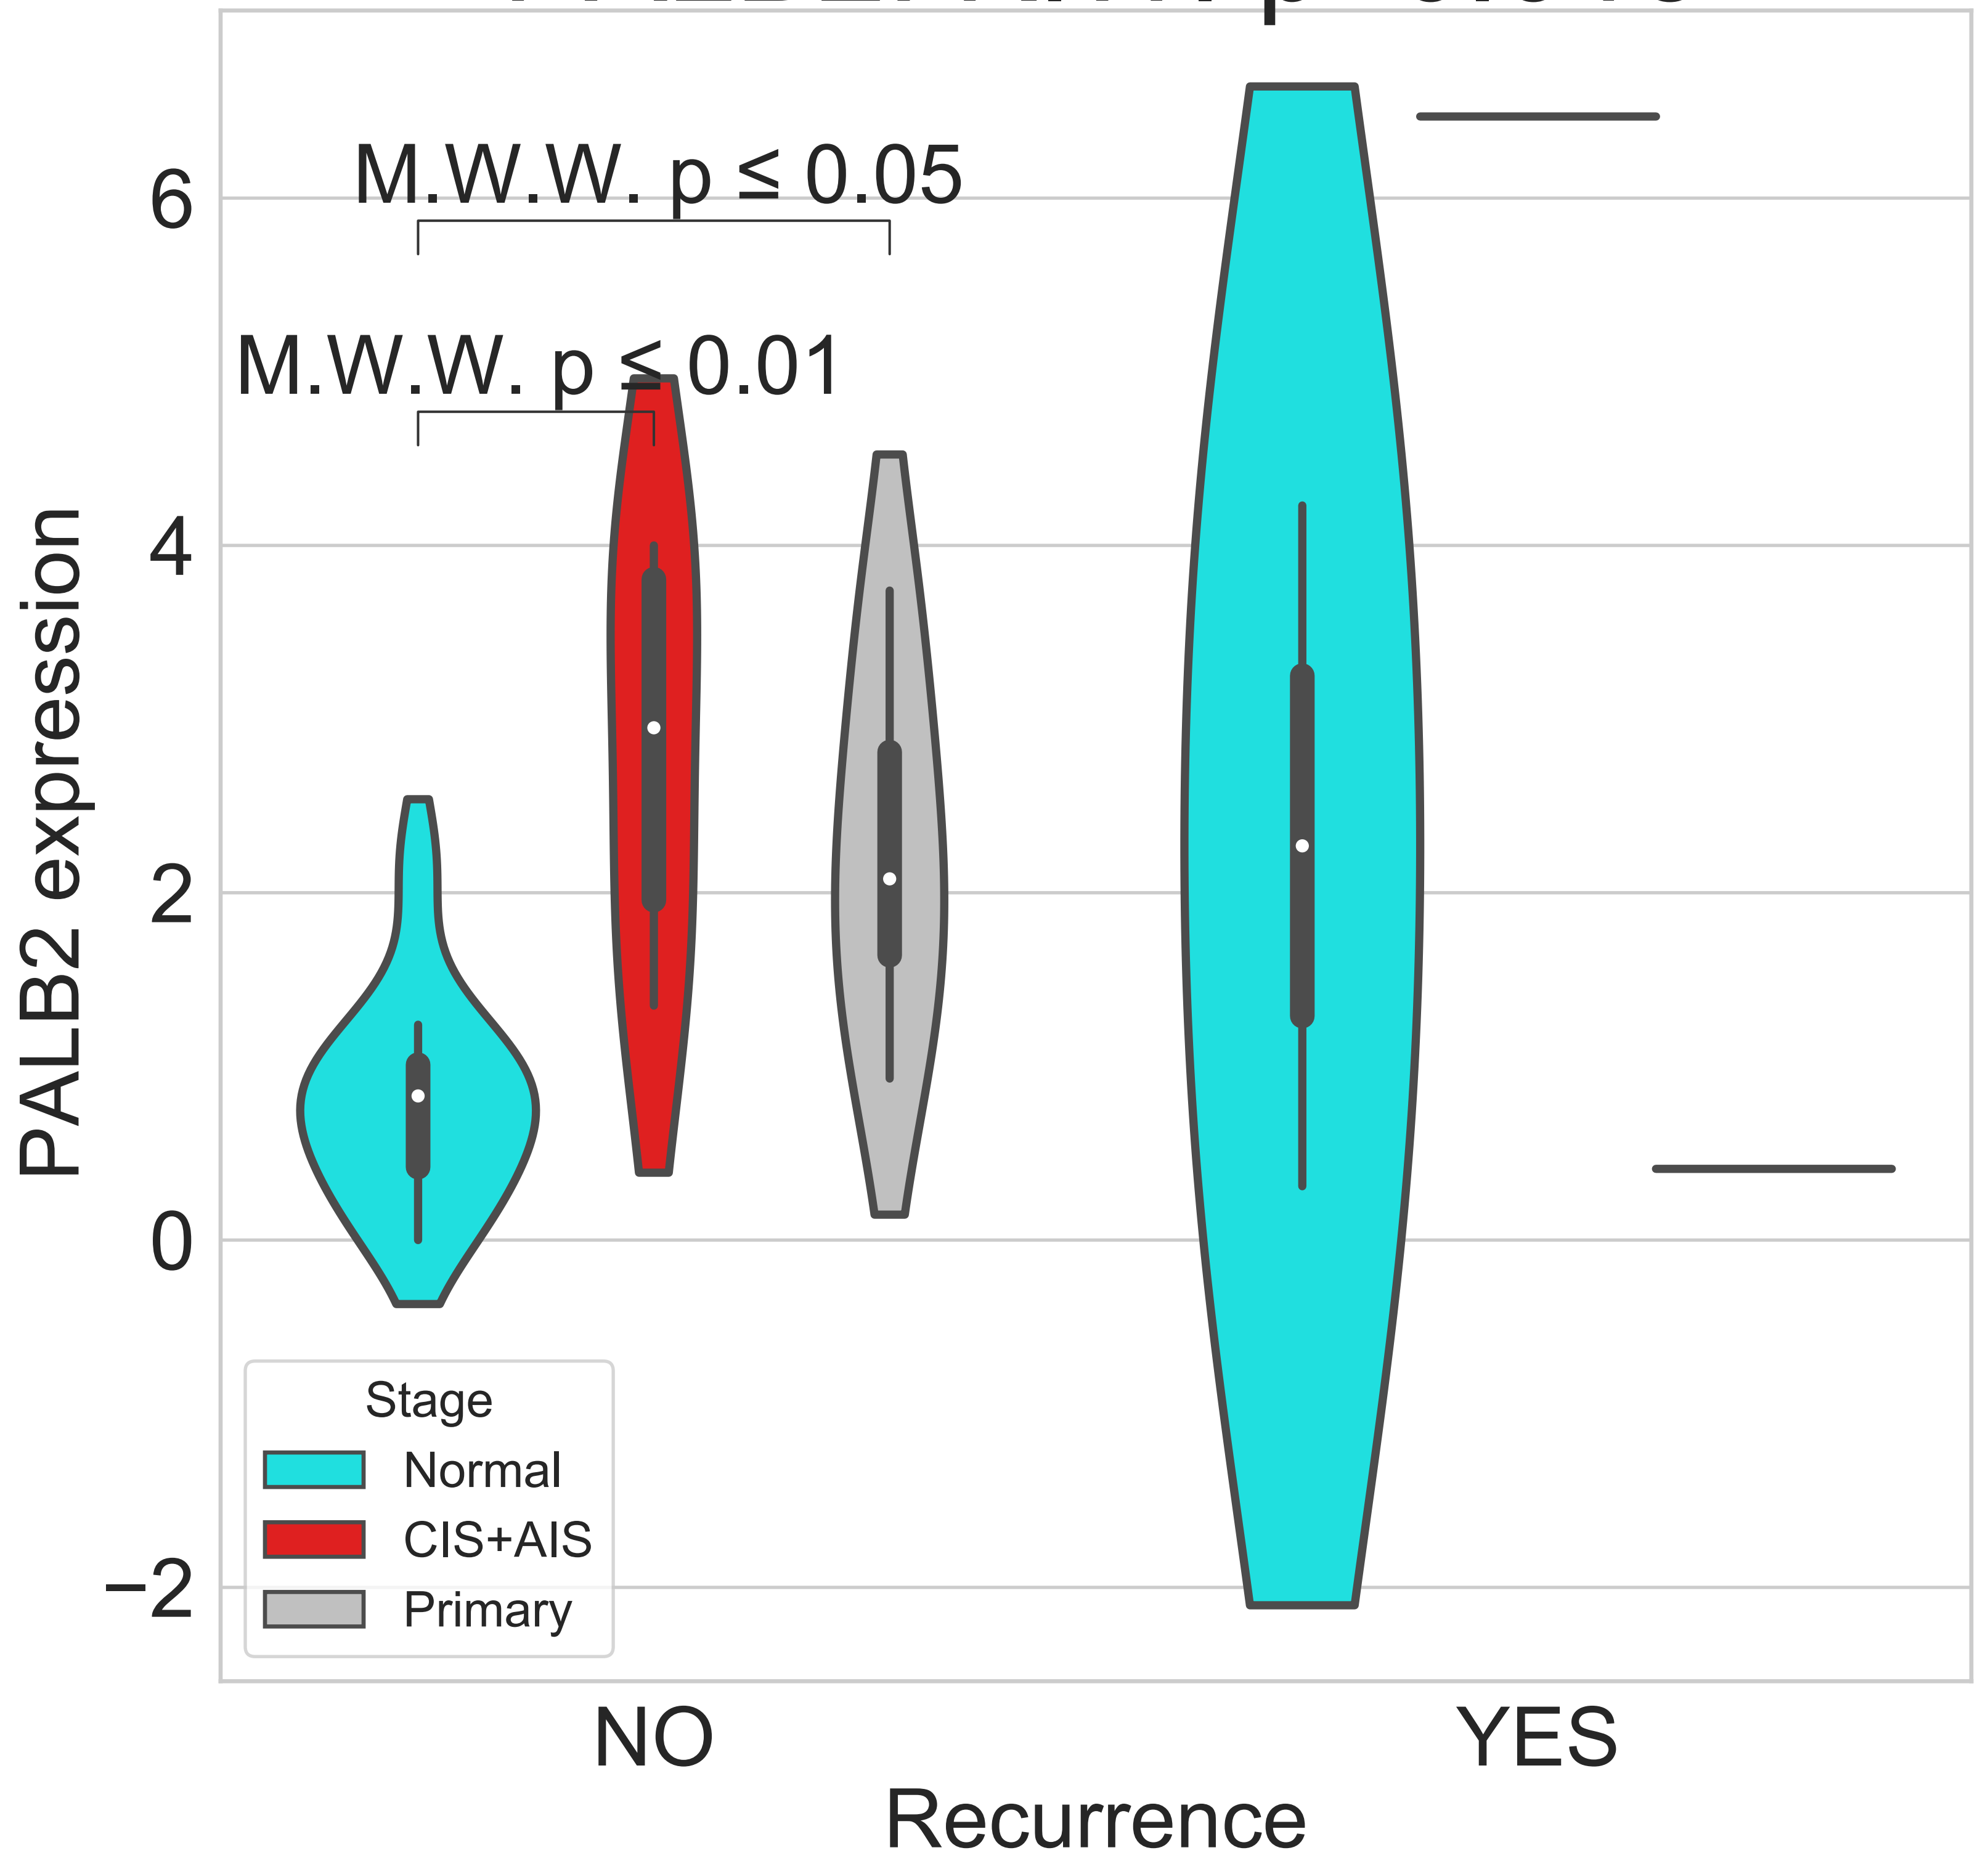 M.W.W. p ≤ 0.05
M.W.W. p ≤ 0.01
6
4
2
0
−2
PALB2 expression
Stage
Normal
CIS+AIS
Primary
NO
YES
Recurrence